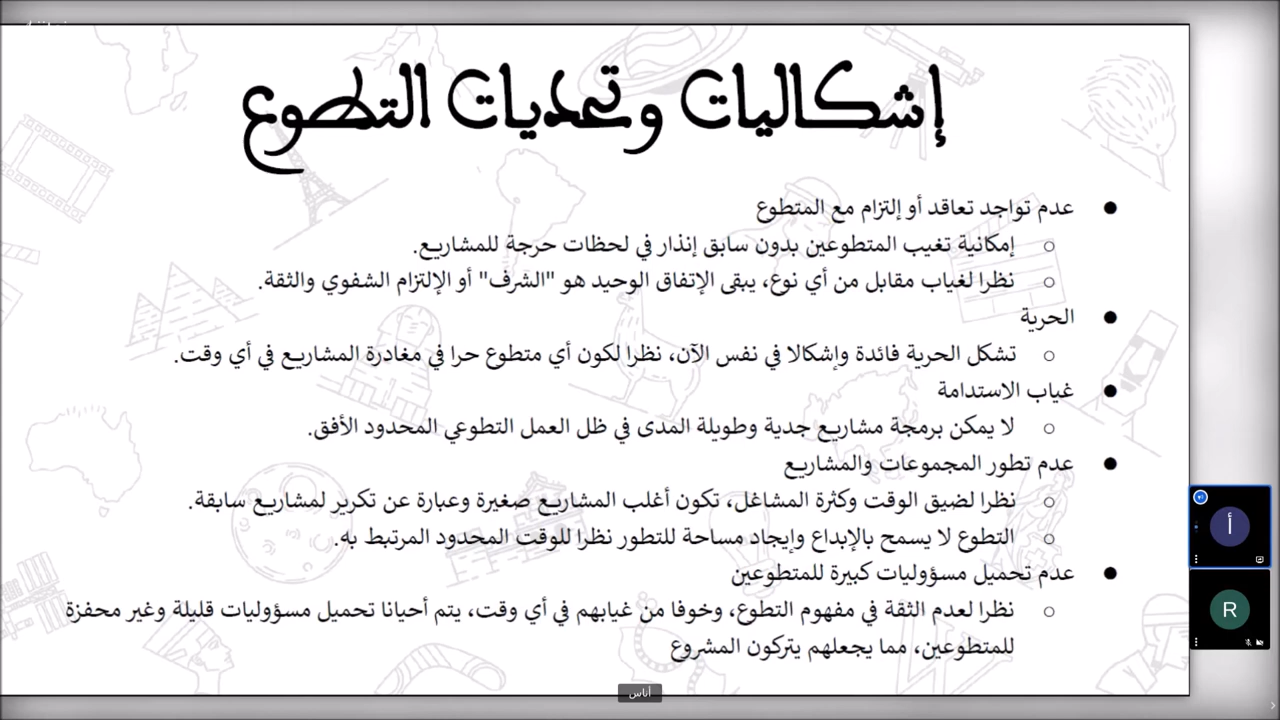 إشكاليات وتحديات التطوع
● عدم تواجد تعاقد أو إلتزام مع المتطوع
○ إمكانية تغيب المتطوعين بدون سابق إنذار في لحظات حرجة للمشاريع.
○ نظرا لغياب مقابل من أي نوع، يبقى الإتفاق الوحيد هو "الشرف" أو الإلتزام الشفوي والثقة.
● الحرية
○ تشكل الحرية فائدة وإشكالا في نفس الآن، نظرا لكون أي متطوع حرا في مغادرة المشاريع في أي وقت.
● غياب الاستدامة
○ لا يمكن برمجة مشاريع جدية وطويلة المدى في ظل العمل التطوعي المحدود الأفق.
● عدم تطور المجموعات والمشاريع
○ نظرا لضيق الوقت وكثرة المشاغل، تكون أغلب المشاريع صغيرة وعبارة عن تكرير لمشاريع سابقة.
○ التطوع لا يسمح بالإبداع وإيجاد مساحة للتطور نظرا للوقت المحدود المرتبط به.
● عدم تحميل مسؤوليات كبيرة للمتطوعين
○ نظرا لعدم الثقة في مفهوم التطوع، وخوفا من غيابهم في أي وقت، يتم أحيانا تحميل مسؤوليات قليلة وغير محفزة
للمتطوعين، مما يجعلهم يتركون المشروع
أ
R
أناس